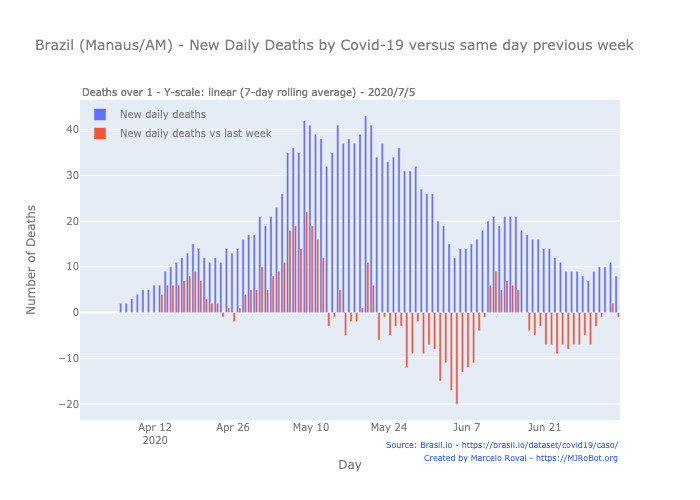 Brazil (Manaus/AM) - New Daily Deaths by Covid-19 versus same day previous week
Deaths over 1 - Y-scale: linear (7-day rolling average) - 2020/7/5
New daily deaths
New daily deaths vs last week
Number of Deaths
40
30
20
10
0
−10
−20
Apr 12
2020
Apr 26
May 10
May 24
Jun 7
Jun 21
Day
Source: Brasil.io - https://brasil.io/dataset/covid19/caso/
Created by Marcelo Rovai - https://MJRoBot.org